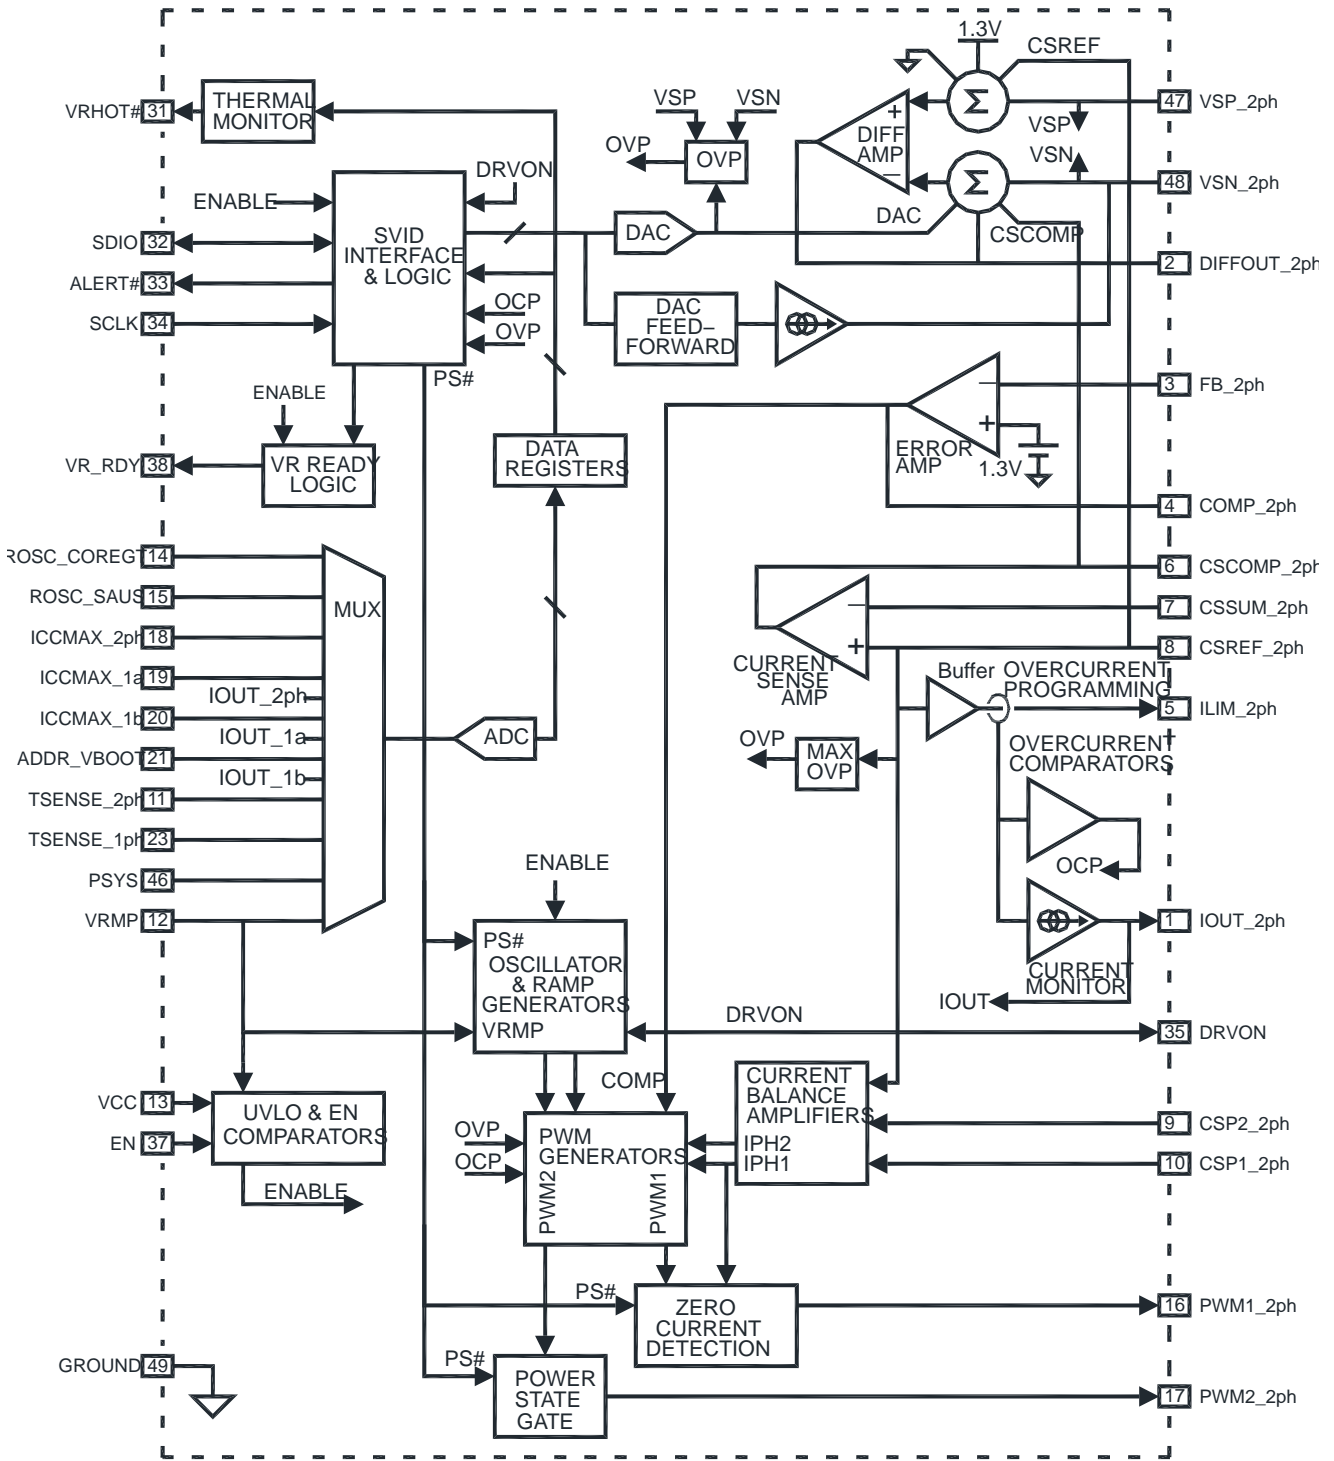 1.3V
CSREF
VRHOT#
31
THERMAL
MONITOR
VSP
VSN
OVP
OVP
+
DIFF
AMP
–
Σ
47
VSP_2ph
VSP
VSN
Σ
48
VSN_2ph
DRVON
ENABLE
SDIO
32
SVID
INTERFACE
& LOGIC
DAC
DAC
CSCOMP
2
DIFFOUT_2ph
ALERT#
33
SCLK
34
OCP
OVP
DAC
FEED–
FORWARD
PS#
ENABLE
3
FB_2ph
–
+
ERROR
AMP
1.3V
VR_RDY
38
VR READY
LOGIC
DATA
REGISTERS
4
COMP_2ph
ROSC_COREGT
14
ROSC_SAUS
15
MUX
6
CSCOMP_2ph
7
CSSUM_2ph
–
+
CURRENT
SENSE
AMP
8
CSREF_2ph
ICCMAX_2ph
18
ICCMAX_1a
19
IOUT_2ph
ICCMAX_1b
20
IOUT_1a
ADDR_VBOOT
21
IOUT_1b
TSENSE_2ph
11
TSENSE_1ph
23
PSYS
46
VRMP
12
ADC
Buffer
OVERCURRENT
PROGRAMMING
5
ILIM_2ph
OVP
MAX
OVP
OVERCURRENT
COMPARATORS
OCP
1
IOUT_2ph
CURRENT
MONITOR
IOUT
ENABLE
PS#
OSCILLATOR
& RAMP
GENERATORS
VRMP
DRVON
35
DRVON
COMP
VCC
13
EN
37
UVLO & EN
COMPARATORS
ENABLE
OVP
OCP
PWM
GENERATORS
PWM2
PWM1
CURRENT
BALANCE
AMPLIFIERS
IPH2
IPH1
9
CSP2_2ph
10
CSP1_2ph
PS#
ZERO
CURRENT
DETECTION
16
PWM1_2ph
GROUND
49
PS#
POWER
STATE
GATE
17
PWM2_2ph